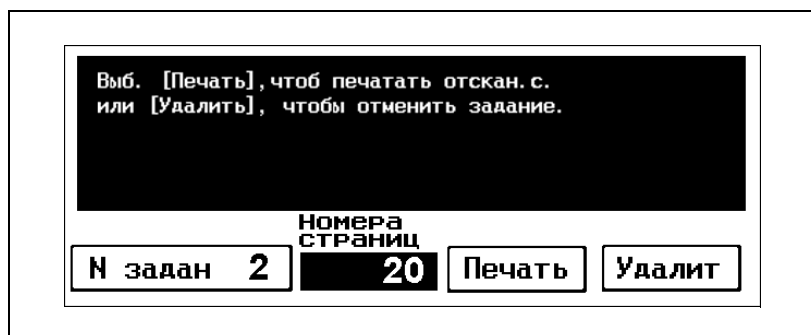 Выб. [Печать],чтоб печатать отскан.с.
или [Удалить], чтобы отменить задание.
Номера
страниц
N задан 2 20 Печать Удалит